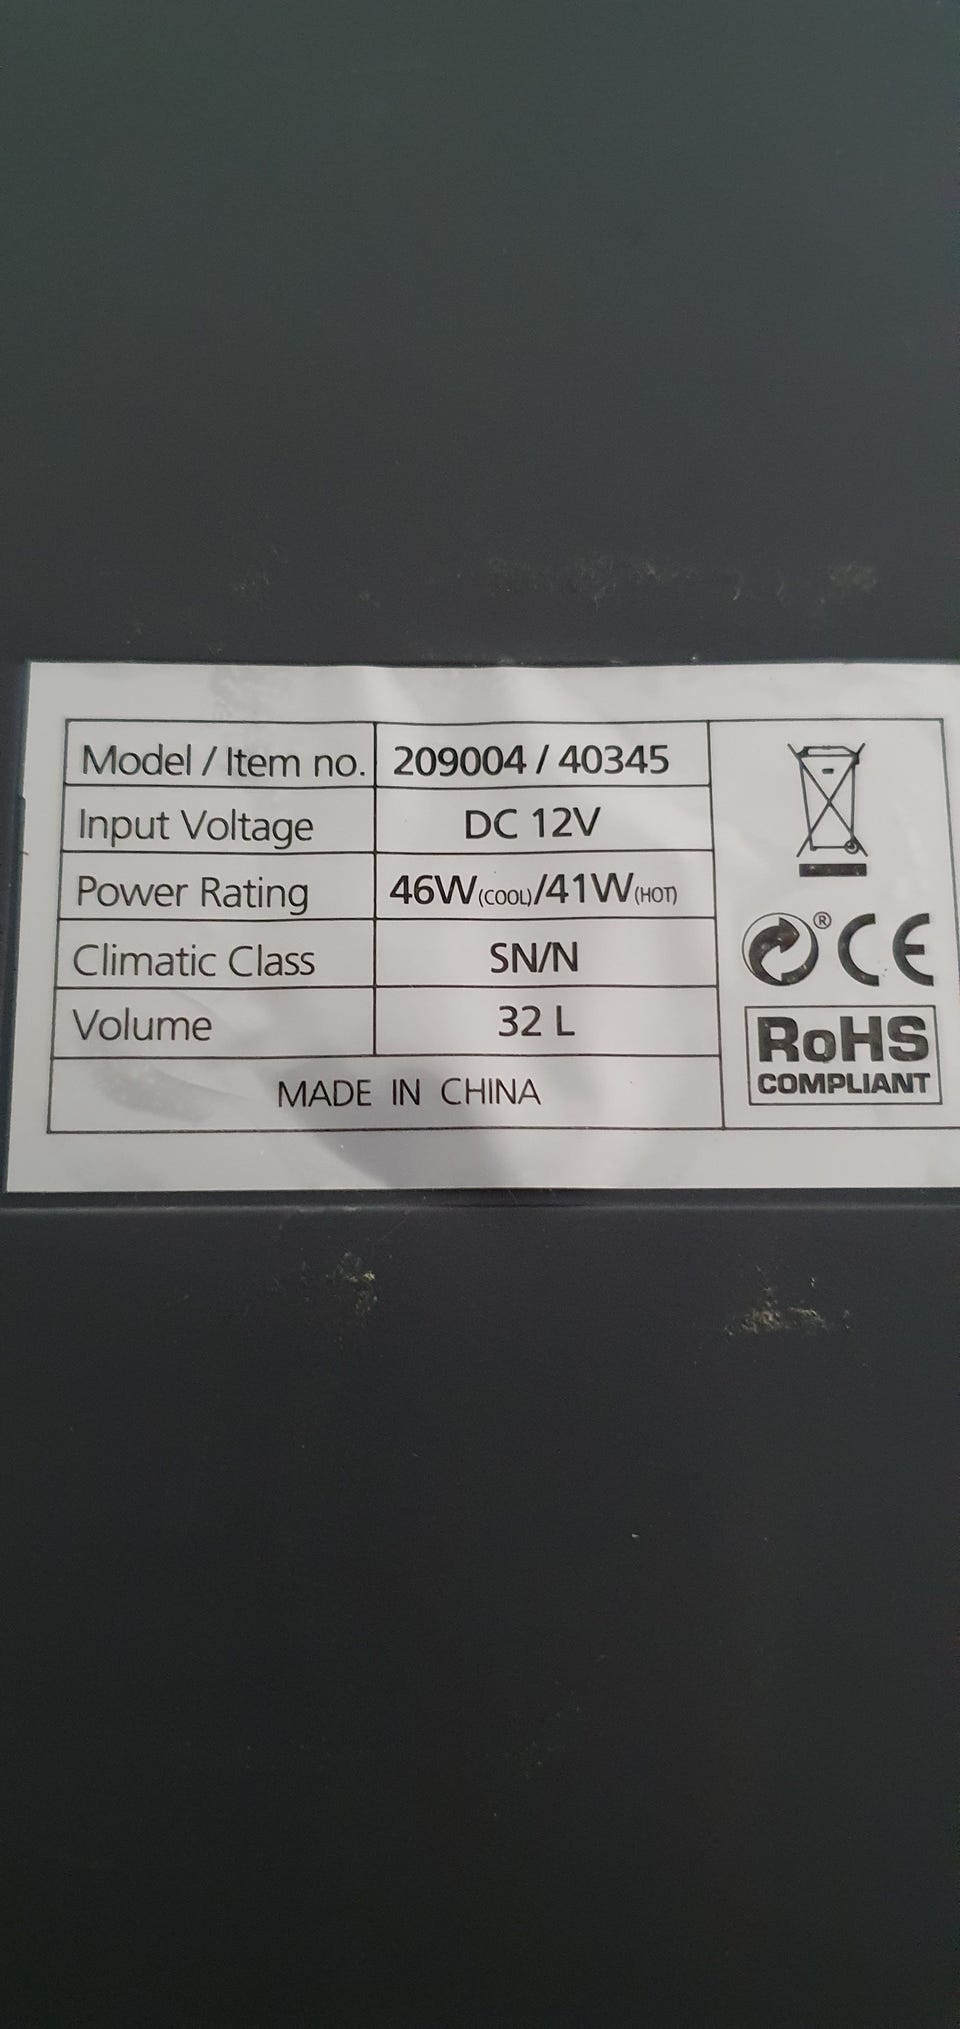 Model / Item no. 209004 / 40345
Input Voltage DC 12V
Power Rating 46W(COOL)/41W(HOT)
Climatic Class SN/N
Volume 32 L
MADE IN CHINA
® CE
RoHS
COMPLIANT